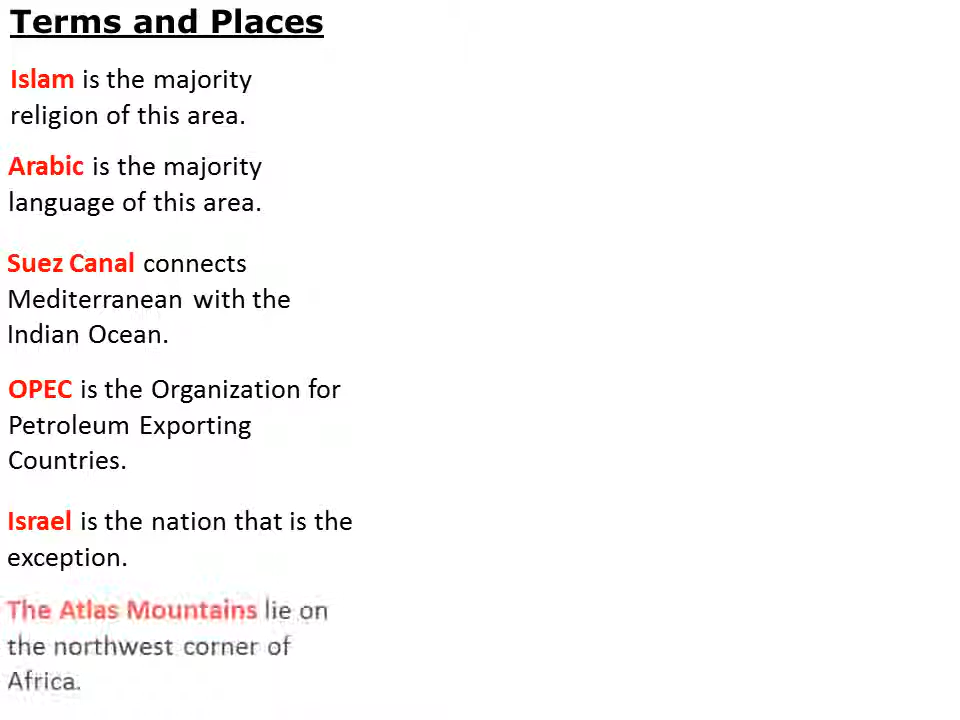 Terms and Places
Islam is the majority
religion of this area.
Arabic is the majority
language of this area.
Suez Canal connects
Mediterranean with the
Indian Ocean.
OPEC is the Organization for
Petroleum Exporting
Countries.
Israel is the nation that is the
exception.
The Atlas Mountains lie on
the northwest corner of
Africa.